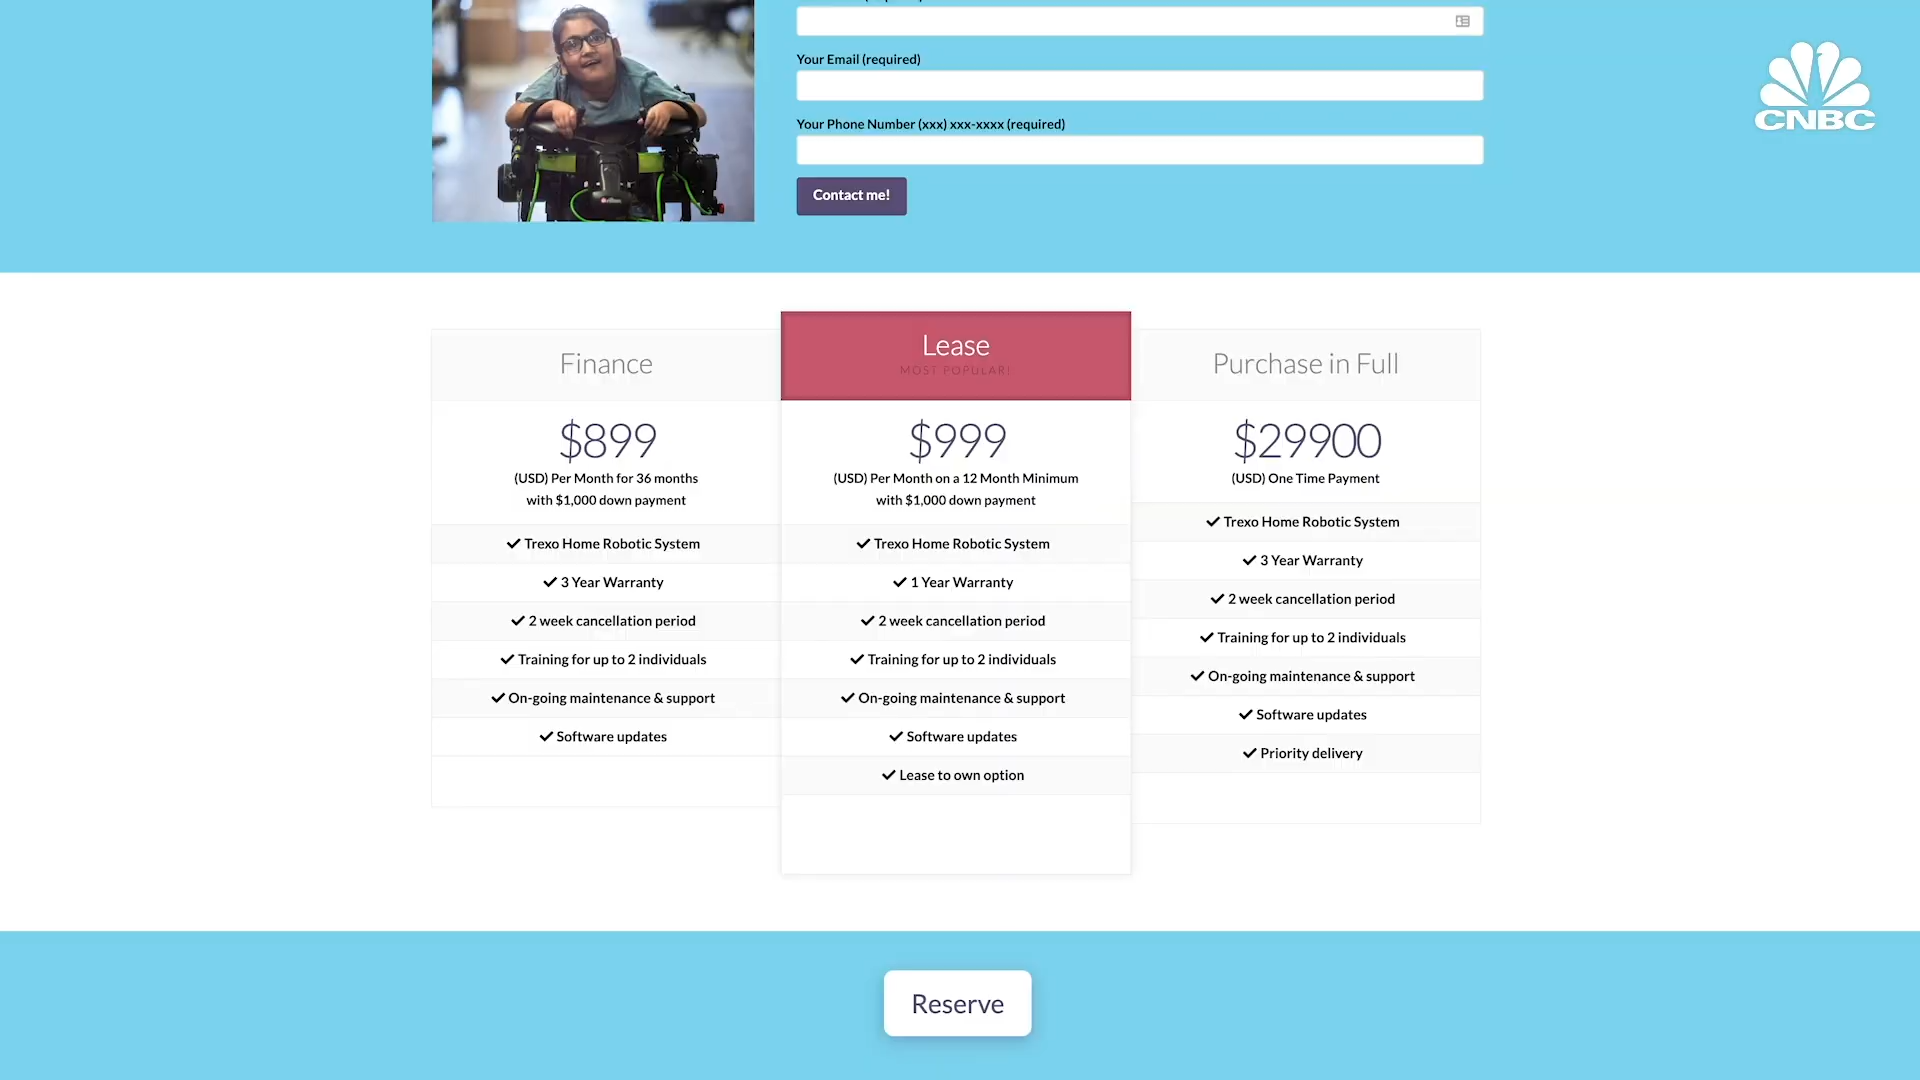 Your Email (required)
Your Phone Number (xxx) xxx-xxxx (required)
Contact me!
CNBC
Finance
$899
(USD) Per Month for 36 months
with $1,000 down payment
✔ Trexo Home Robotic System
✔ 3 Year Warranty
✔ 2 week cancellation period
✔ Training for up to 2 individuals
✔ On-going maintenance & support
✔ Software updates
Lease
MOST POPULAR!
$999
(USD) Per Month on a 12 Month Minimum
with $1,000 down payment
✔ Trexo Home Robotic System
✔ 1 Year Warranty
✔ 2 week cancellation period
✔ Training for up to 2 individuals
✔ On-going maintenance & support
✔ Software updates
✔ Lease to own option
Purchase in Full
$29900
(USD) One Time Payment
✔ Trexo Home Robotic System
✔ 3 Year Warranty
✔ 2 week cancellation period
✔ Training for up to 2 individuals
✔ On-going maintenance & support
✔ Software updates
✔ Priority delivery
Reserve